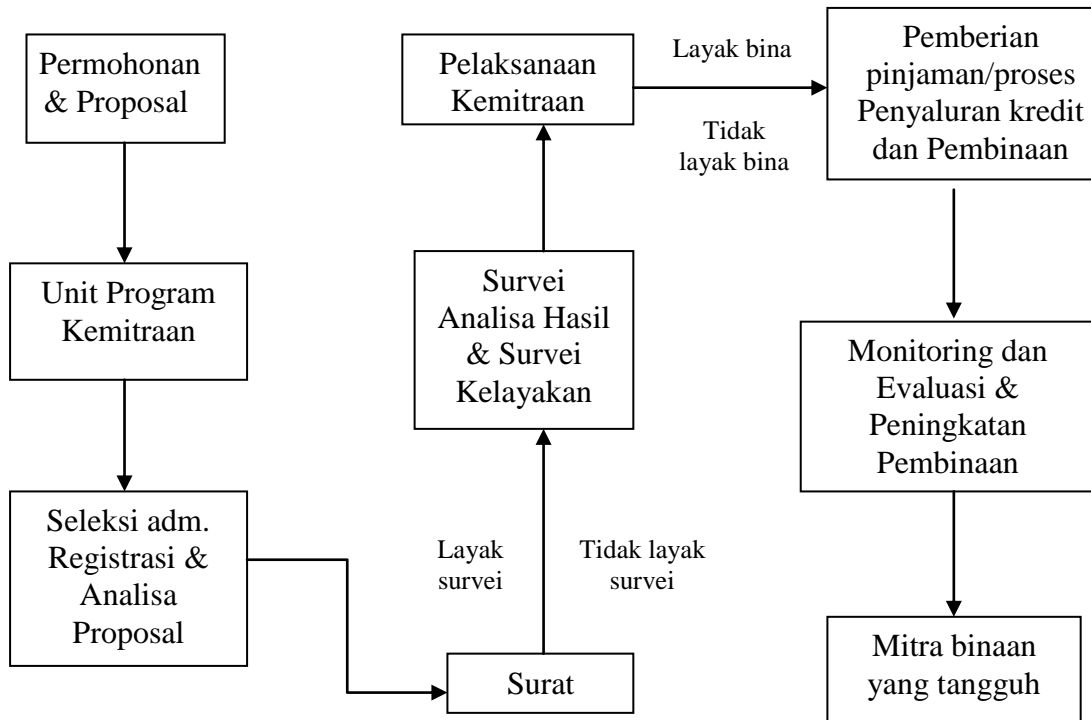 Permohonan
& Proposal
Unit Program
Kemitraan
Seleksi adm.
Registrasi &
Analisa
Proposal
Surat
Layak
survei
Tidak layak
survei
Survei
Analisa Hasil
& Survei
Kelayakan
Pelaksanaan
Kemitraan
Layak bina
Tidak
layak bina
Pemberian
pinjaman/proses
Penyaluran kredit
dan Pembinaan
Monitoring dan
Evaluasi &
Peningkatan
Pembinaan
Mitra binaan
yang tangguh